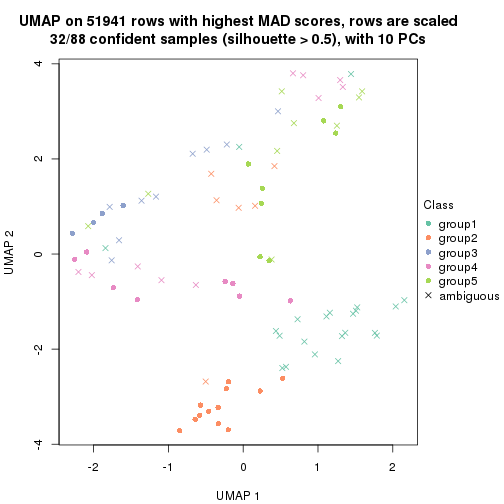 UMAP on 51941 rows with highest MAD scores, rows are scaled
32/88 confident samples (silhouette > 0.5), with 10 PCs
4
2
0
-2
-4
UMAP 2
-2
-1
0
1
2
UMAP 1
Class
group1
group2
group3
group4
group5
ambiguous